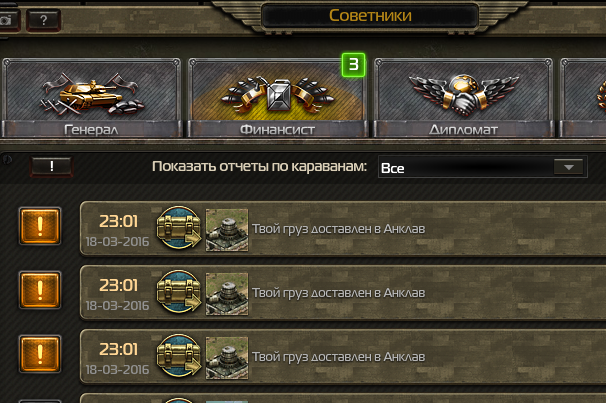 ?
Советники
3
Генерал
Финансист
Дипломат
!
Показать отчеты по караванам:
Все
!
23:01
18-03-2016
Твой груз доставлен в Анклав
!
23:01
18-03-2016
Твой груз доставлен в Анклав
!
23:01
18-03-2016
Твой груз доставлен в Анклав